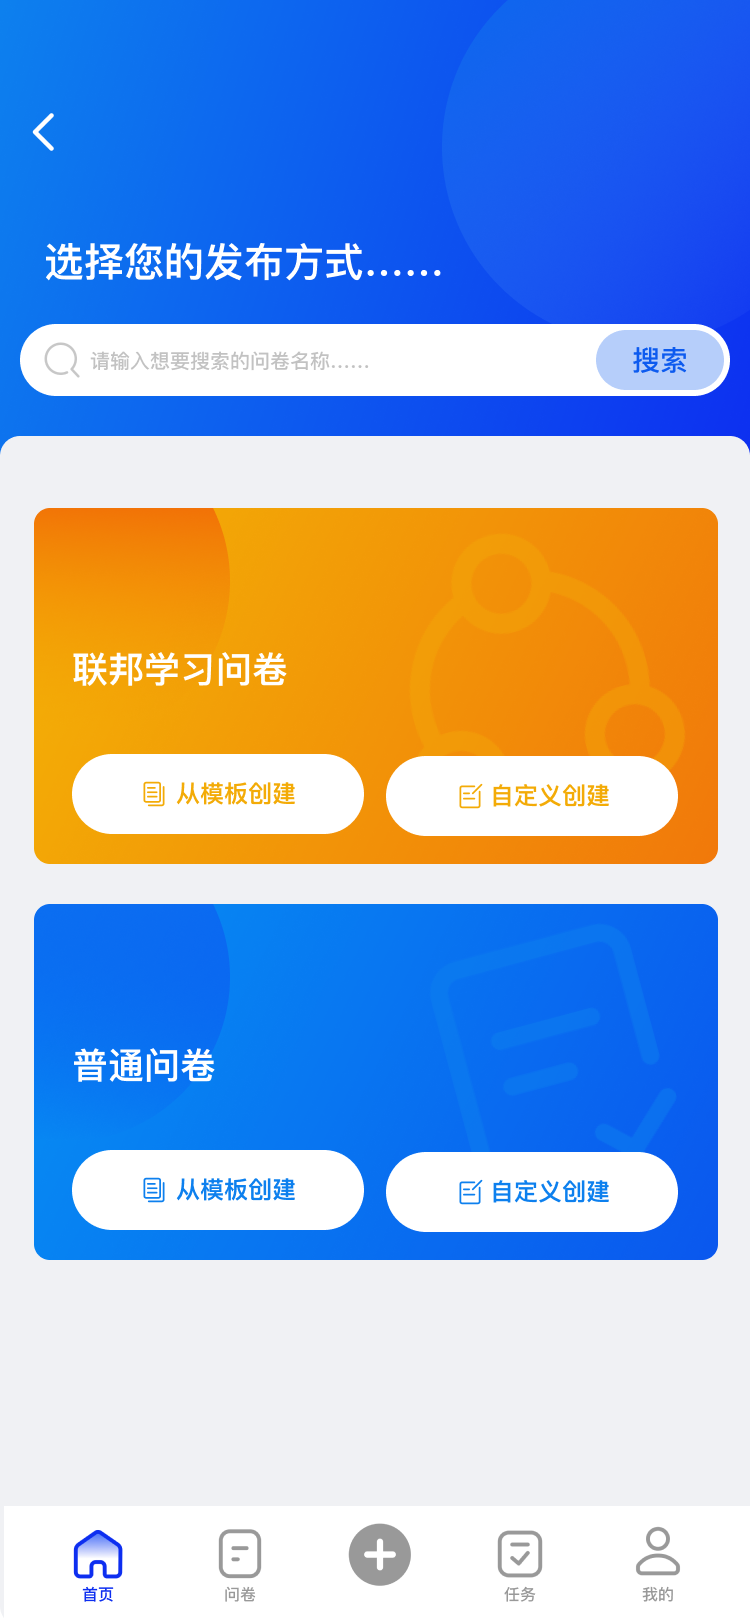 选择您的发布方式......
请输入想要搜索的问卷名称......
搜索
联邦学习问卷
从模板创建
自定义创建
普通问卷
从模板创建
自定义创建
首页
问卷
任务
我的